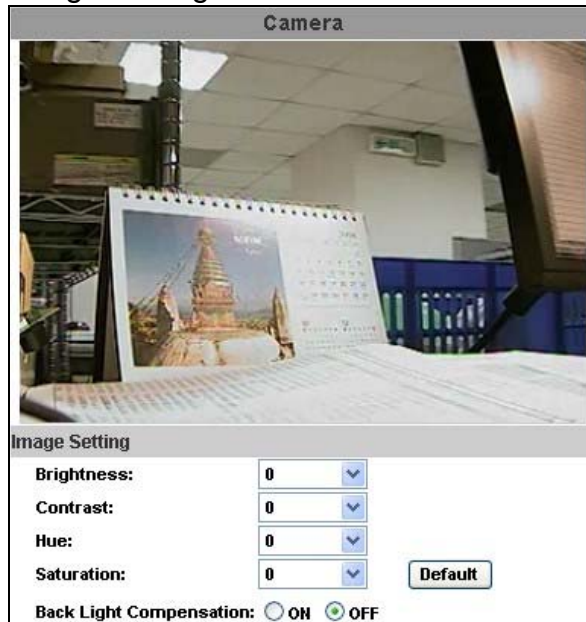 Camera
Image Setting
Brightness: 0
Contrast: 0
Hue: 0
Saturation: 0 Default
Back Light Compensation: ON OFF